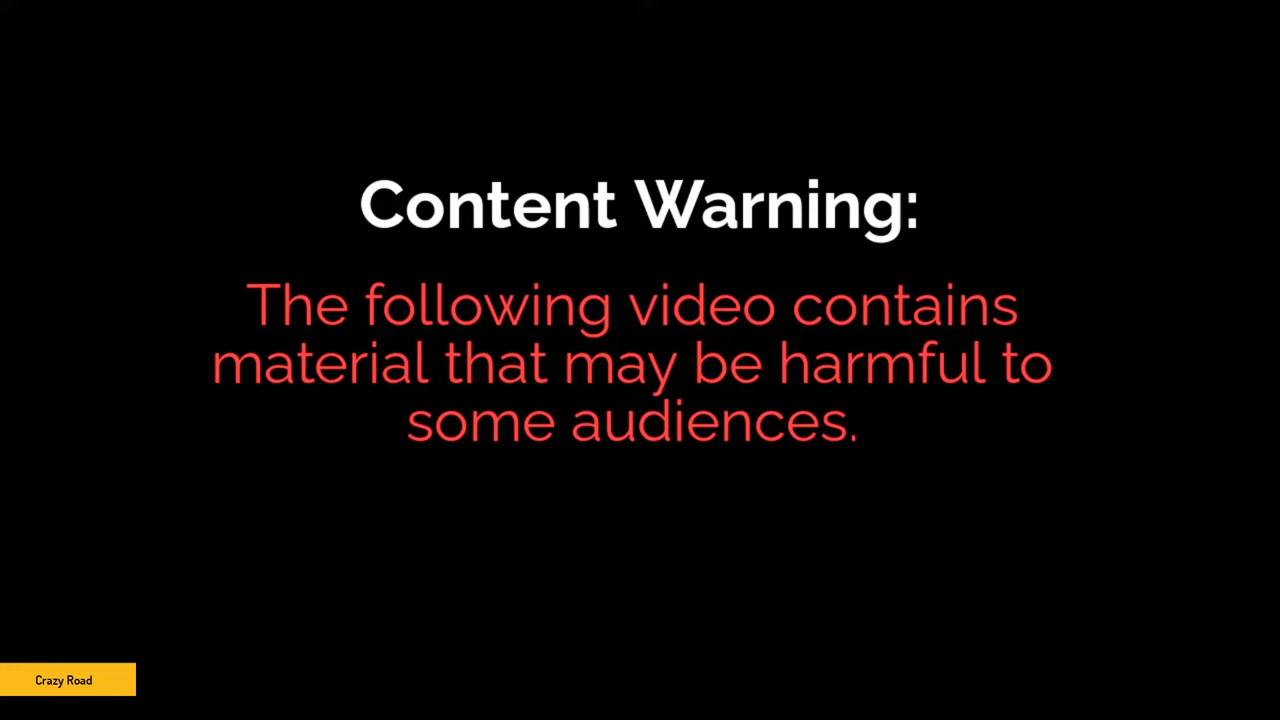 Content Warning:
The following video contains
material that may be harmful to
some audiences.
Crazy Road